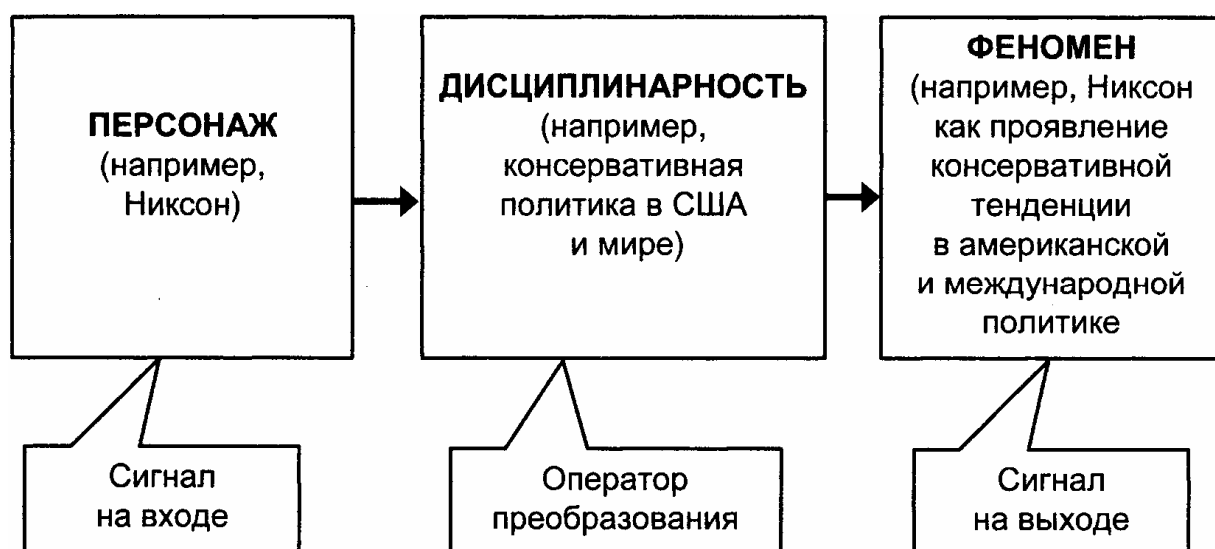 ПЕРСОНАЖ
(например,
Никсон)
ДИСЦИПЛИНАРНОСТЬ
(например,
консервативная
политика в США
и мире)
ФЕНОМЕН
(например, Никсон
как проявление
консервативной
тенденции
в американской
и международной
политике
Сигнал
на входе
Оператор
преобразования
Сигнал
на выходе